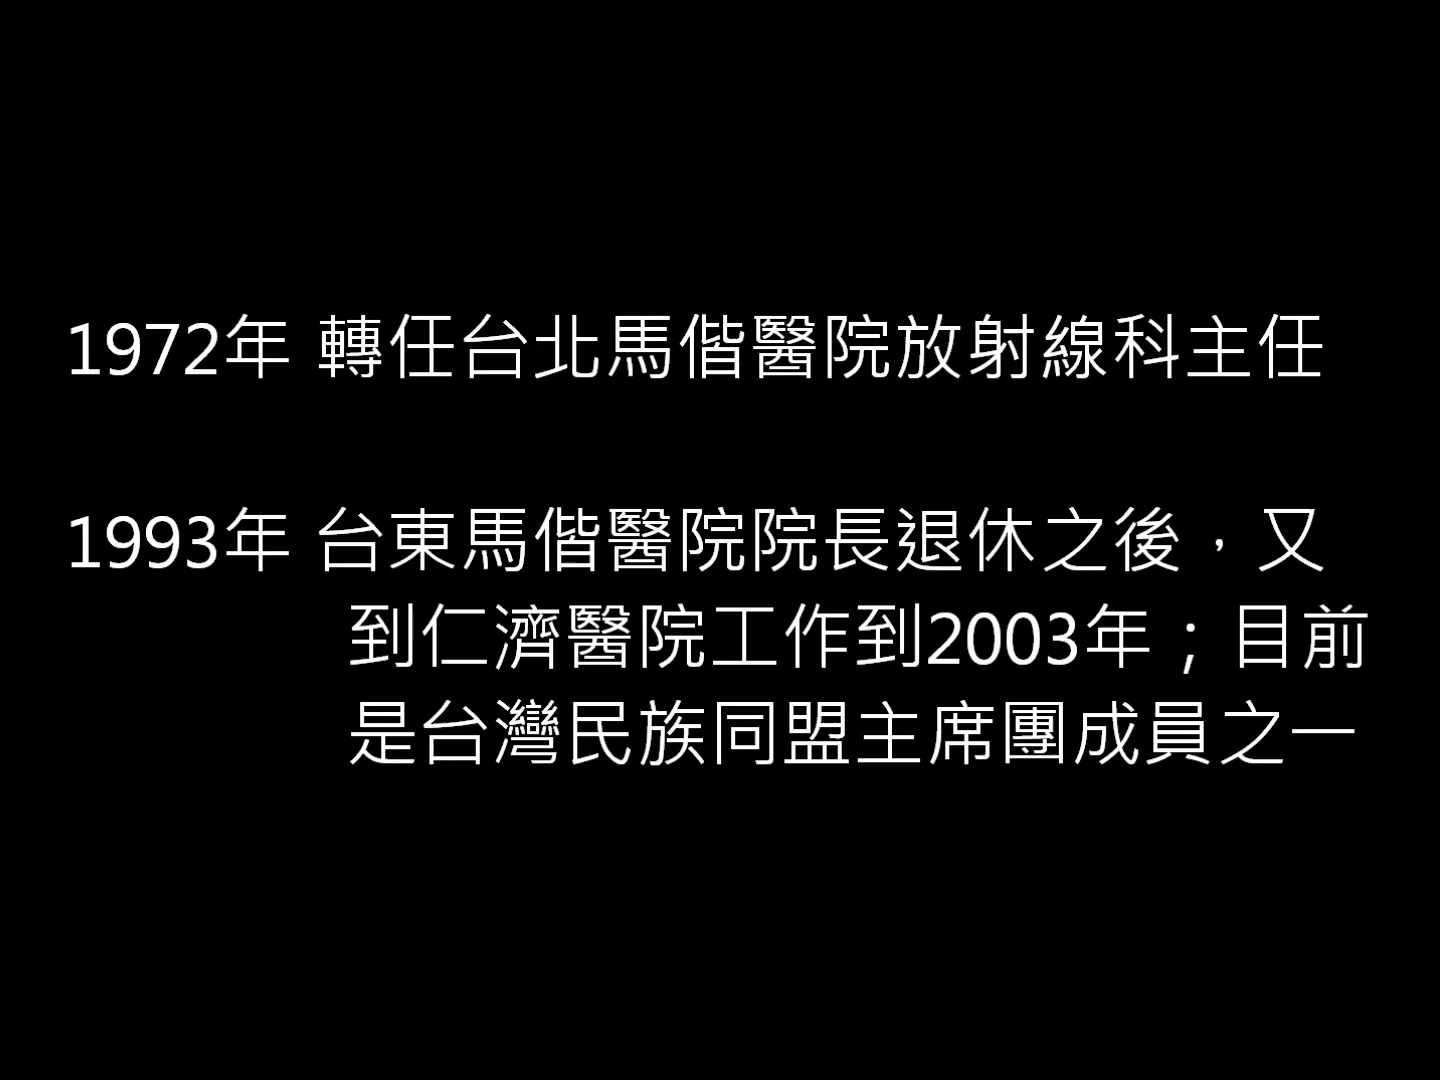 1972年 轉任台北馬偕醫院放射線科主任
1993年 台東馬偕醫院院長退休之後，又
到仁濟醫院工作到2003年；目前
是台灣民族同盟主席團成員之一